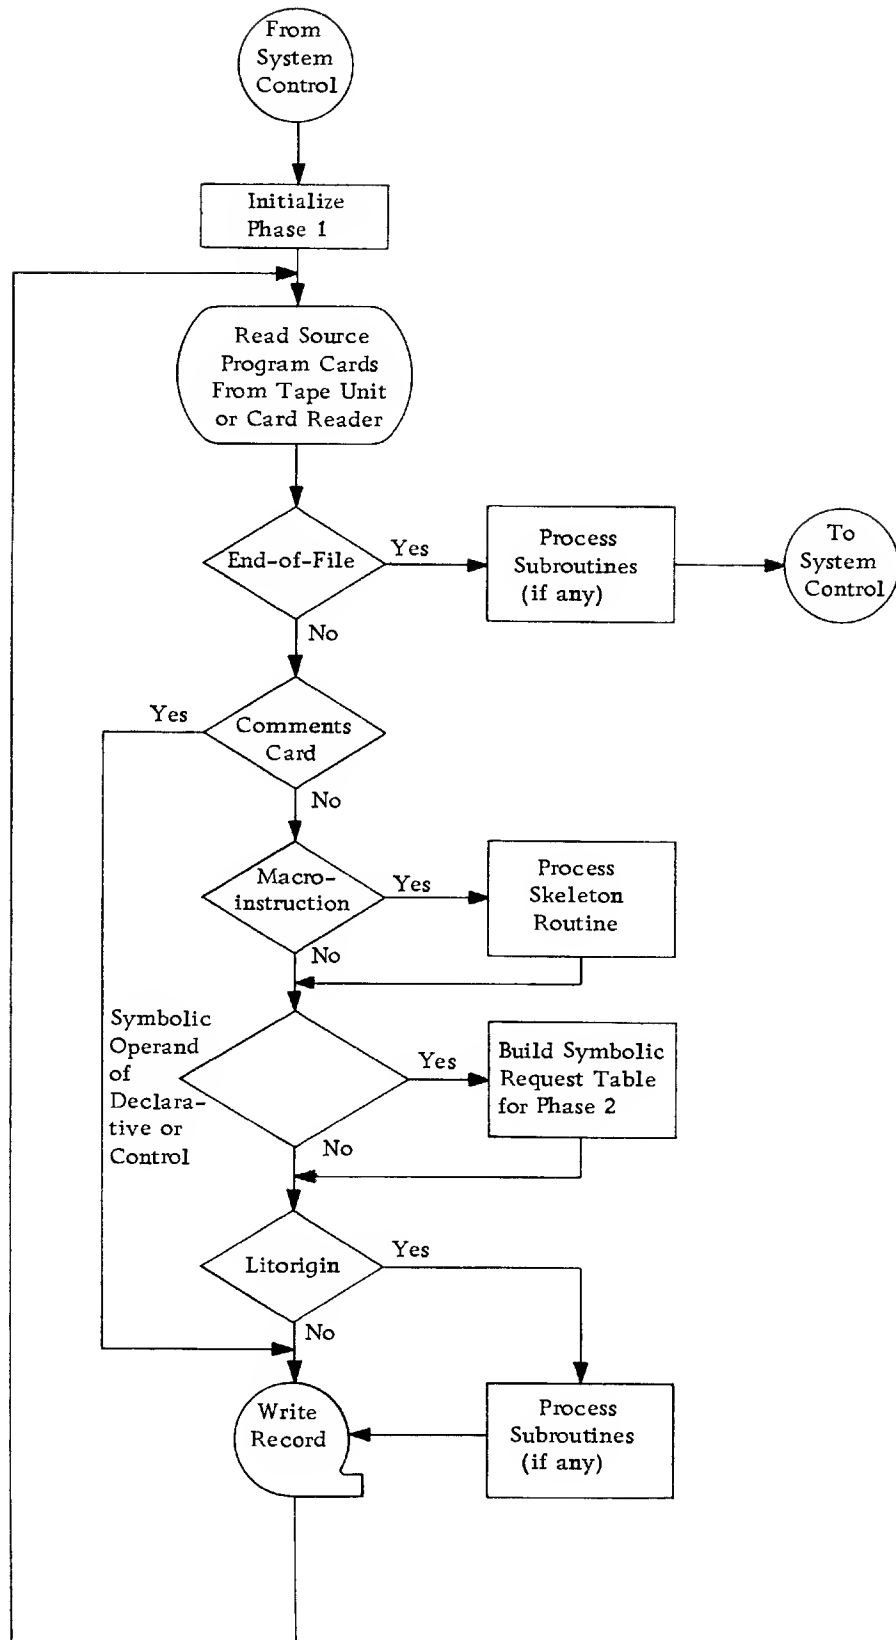 From
System
Control
Initialize
Phase 1
Read Source
Program Cards
From Tape Unit
or Card Reader
End-of-File
Yes
Process
Subroutines
(if any)
To
System
Control
No
Yes
Comments
Card
No
Macro-
instruction
Yes
Process
Skeleton
Routine
No
Symbolic
Operand
of
Declara-
tive or
Control
Yes
Build Symbolic
Request Table
for Phase 2
No
Litorigin
Yes
No
Write
Record
Process
Subroutines
(if any)